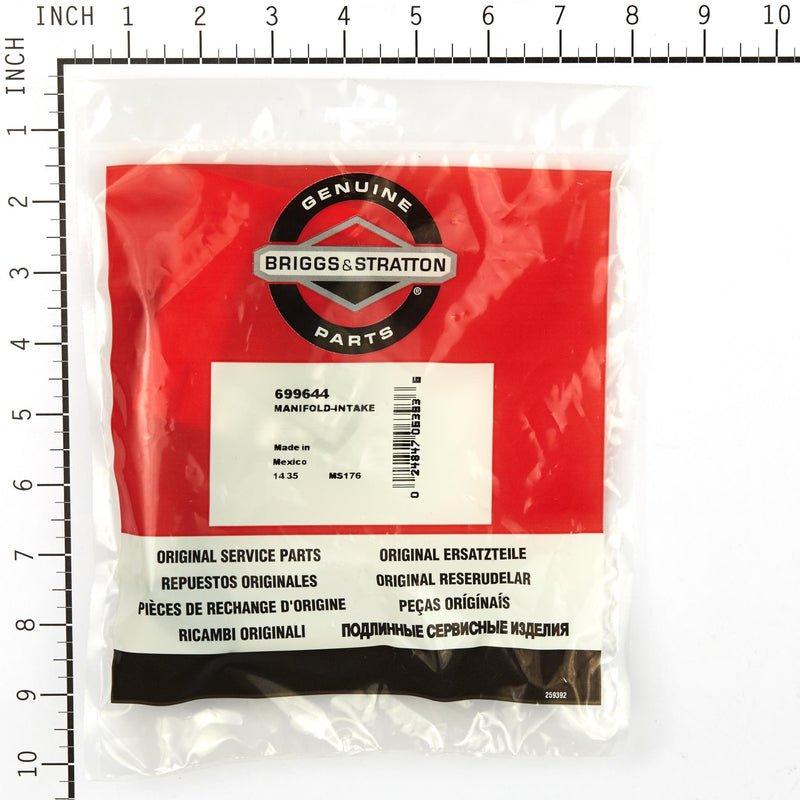 INCH 1 2 3 4 5 6 7 8 9 10
INCH 1 2 3 4 5 6 7 8 9 10
GENUINE
BRIGGS & STRATTON
®
PARTS
699644
MANIFOLD-INTAKE
Made in
Mexico
14 35 MS176
0 24847 06383
ORIGINAL SERVICE PARTS ORIGINAL ERSATZTEILE
REPUESTOS ORIGINALES ORIGINAL RESERUDELAR
PIÈCES DE RECHANGE D'ORIGINE PEÇAS ORÍGÍNAÍS
RICAMBI ORIGINALI ПОДЛИННЫЕ СЕРВИСНЫЕ ИЗДЕЛИЯ
259392